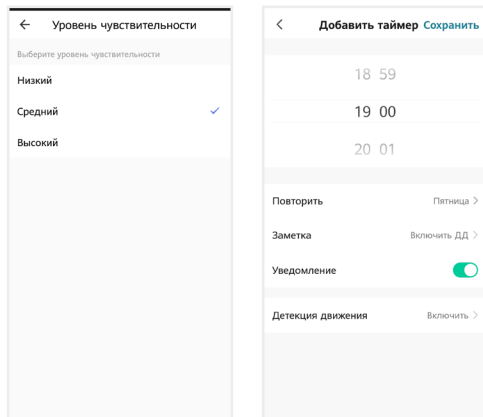 Уровень чувствительности
Выберите уровень чувствительности
Низкий
Средний
Высокий
Добавить таймер Сохранить
18 59
19 00
20 01
Повторить Пятница
Заметка Включить ДД
Уведомление
Детекция движения Включить